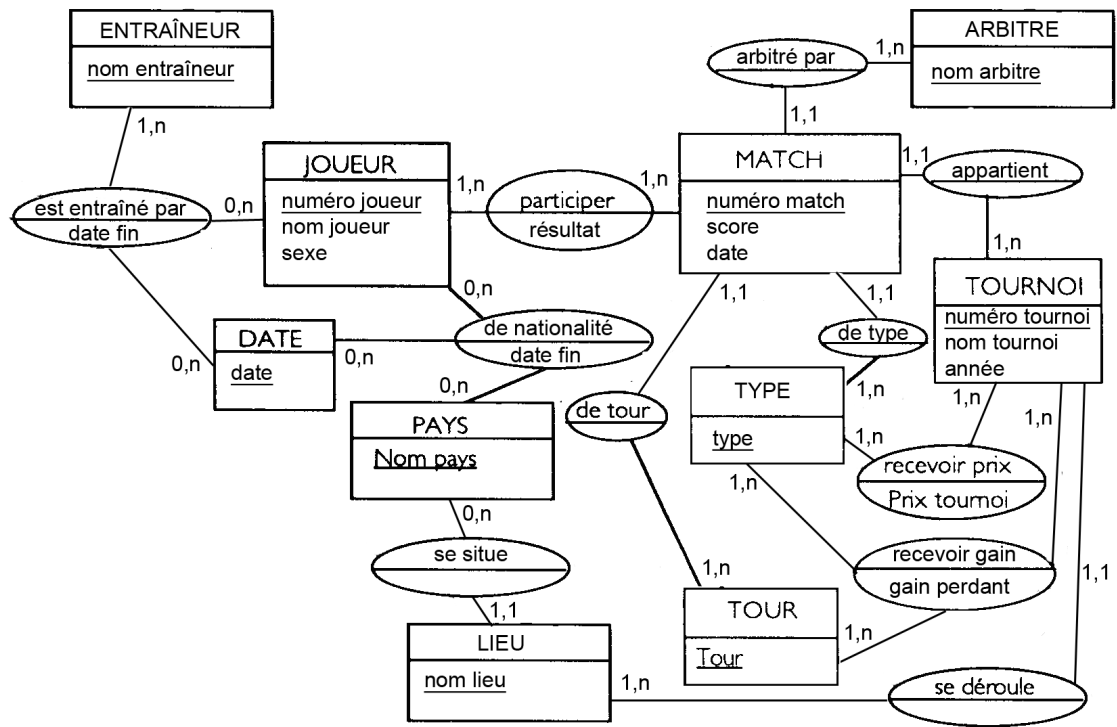 ENTRAÎNEUR
nom entraîneur
1,n
est entraîné par
date fin
0,n
0,n
JOUEUR
numéro joueur
nom joueur
sexe
1,n
participer
résultat
1,n
arbitré par
1,n
1,1
ARBITRE
nom arbitre
MATCH
numéro match
score
date
1,1
appartient
1,n
TOURNOI
numéro tournoi
nom tournoi
année
0,n
de nationalité
date fin
0,n
0,n
DATE
date
PAYS
Nom pays
0,n
se situe
1,1
LIEU
nom lieu
1,n
1,1
de tour
1,n
1,1
de type
1,n
TYPE
type
1,n
1,n
recevoir prix
Prix tournoi
1,n
1,n
recevoir gain
gain perdant
1,n
1,n
TOUR
Tour
1,1
se déroule